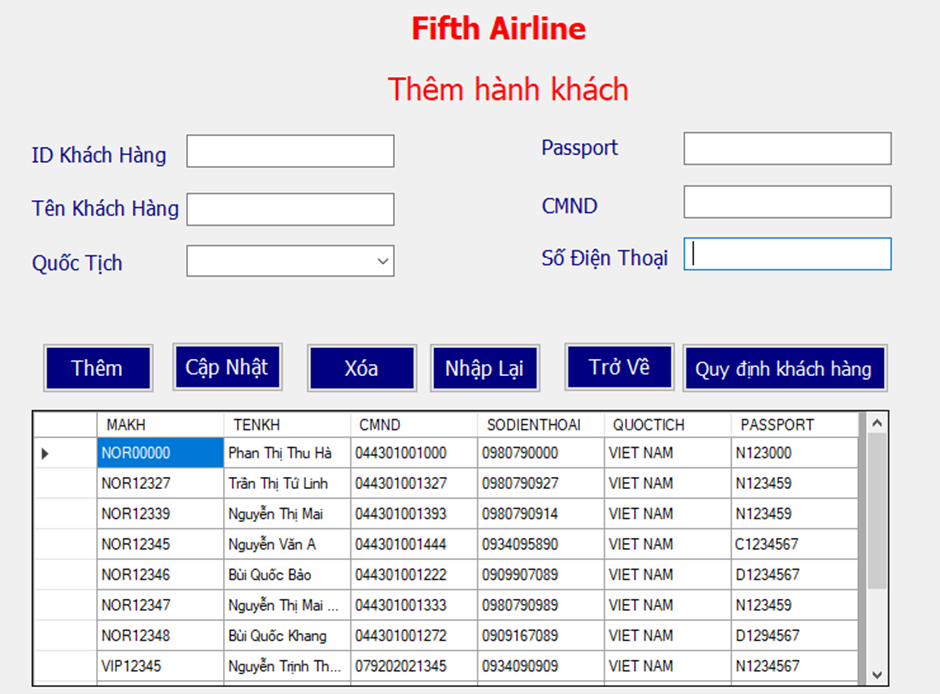 Fifth Airline
Thêm hành khách
ID Khách Hàng
Passport
Tên Khách Hàng
CMND
Quốc Tịch
Số Điện Thoại
Thêm Cập Nhật Xóa Nhập Lại Trở Về Quy định khách hàng
MAKH TENKH CMND SODIENTHOAI QUOCTICH PASSPORT
NOR00000 Phan Thị Thu Hà 044301001000 0980790000 VIET NAM N123000
NOR12327 Trần Thị Tứ Linh 044301001327 0980790927 VIET NAM N123459
NOR12339 Nguyễn Thị Mai 044301001393 0980790914 VIET NAM N123459
NOR12345 Nguyễn Văn A 044301001444 0934095890 VIET NAM C1234567
NOR12346 Bùi Quốc Bảo 044301001222 0909907089 VIET NAM D1234567
NOR12347 Nguyễn Thị Mai ... 044301001333 0980790989 VIET NAM N123459
NOR12348 Bùi Quốc Khang 044301001272 0909167089 VIET NAM D1294567
VIP12345 Nguyễn Trịnh Th... 079202021345 0934090909 VIET NAM N1234567